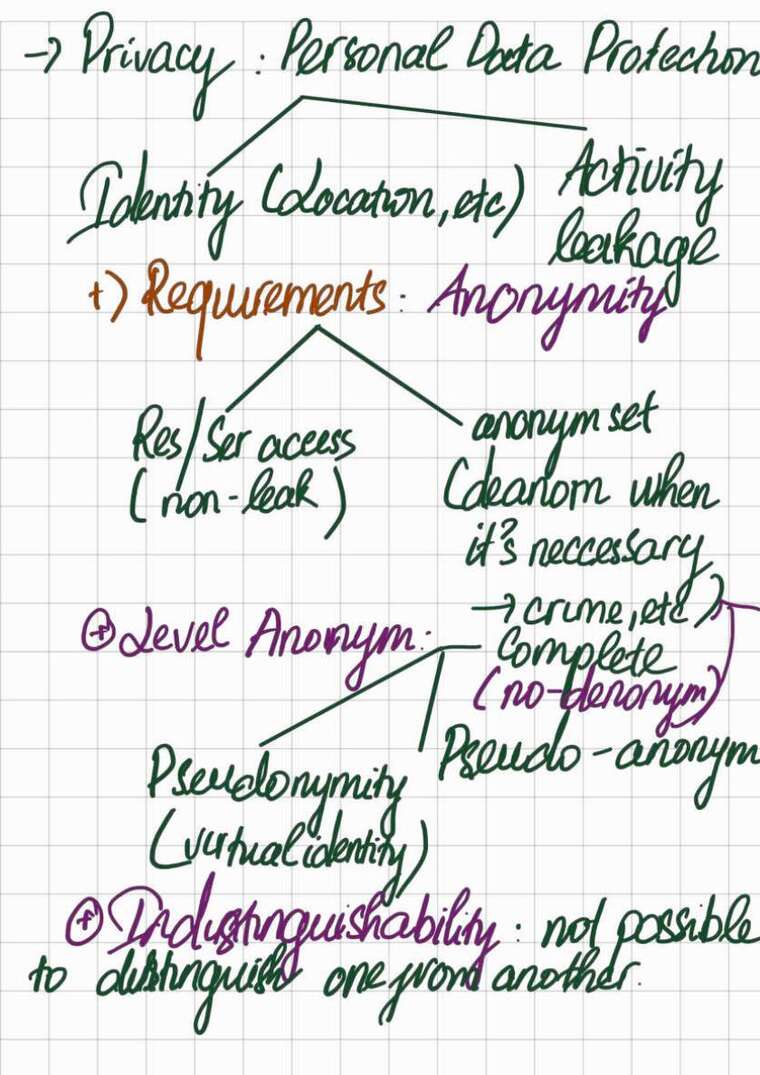 → Privacy : Personal Data Protection
Identity (Location, etc)
Activity
leakage
+) Requirements : Anonymity
Res/Ser access
(non-leak)
anonym set
(deanom when
it's neccessary
→ crime, etc)
⊕ Level Anonym :
Complete
(no-denonym)
Pseudo-anonym
Pseudonymity
(virtual identity)
⊕ Indistinguishability : not possible
to distinguish one from another.